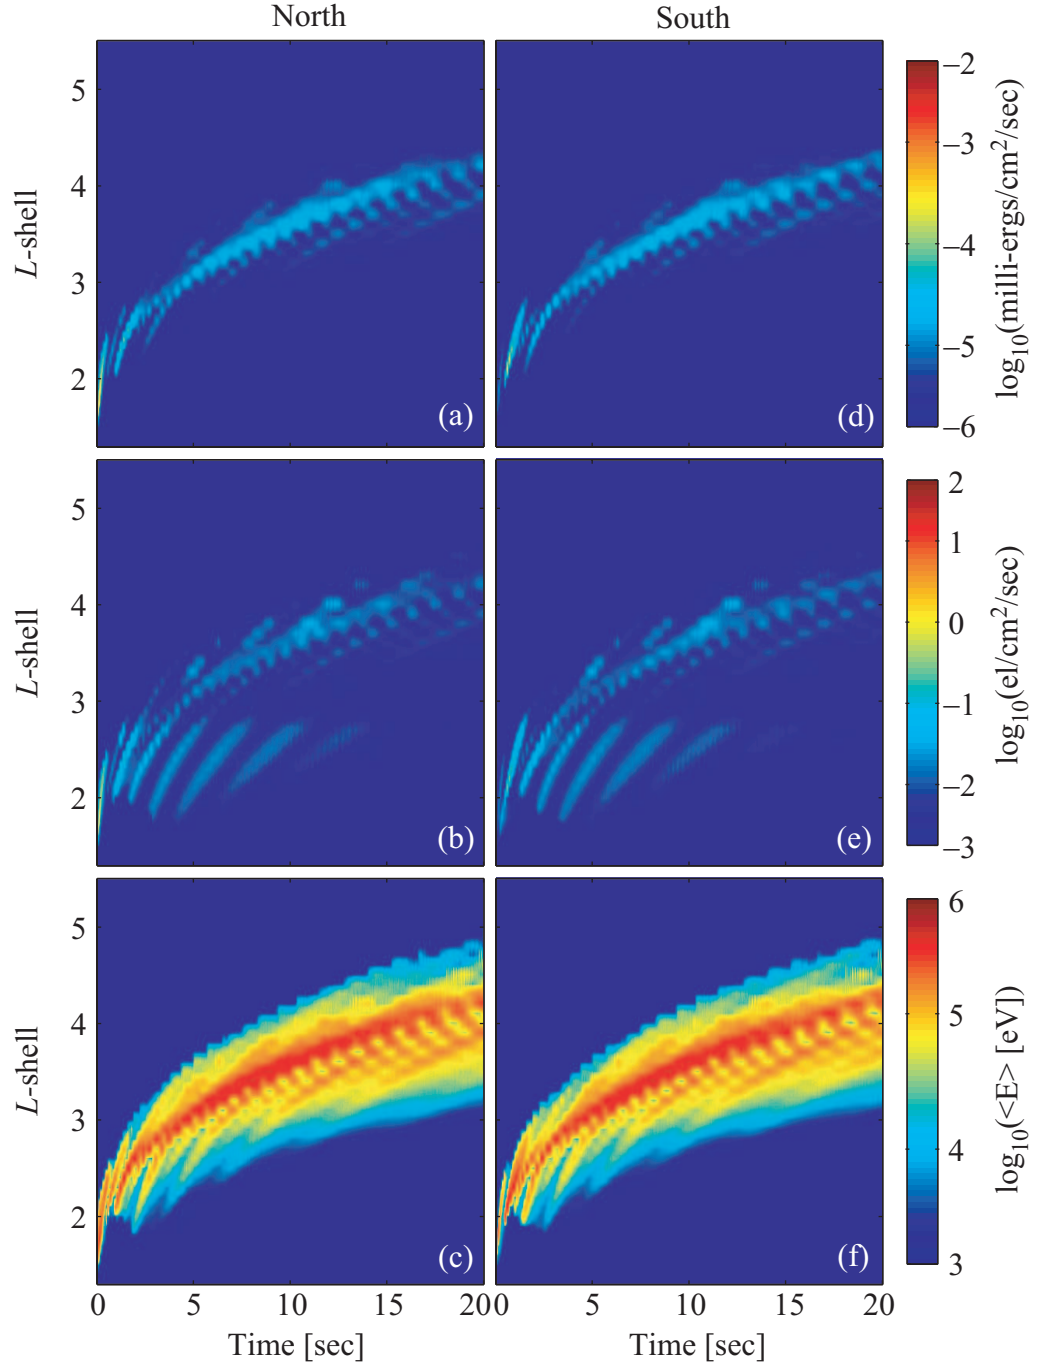 North
South
5
4
3
2
L-shell
(a)
(d)
−2
−3
−4
−5
−6
log10(milli-ergs/cm2/sec)
5
4
3
2
L-shell
(b)
(e)
2
1
0
−1
−2
−3
log10(el/cm2/sec)
5
4
3
2
L-shell
(c)
(f)
6
5
4
3
log10(<E> [eV])
0 5 10 15 20
Time [sec]
0 5 10 15 20
Time [sec]